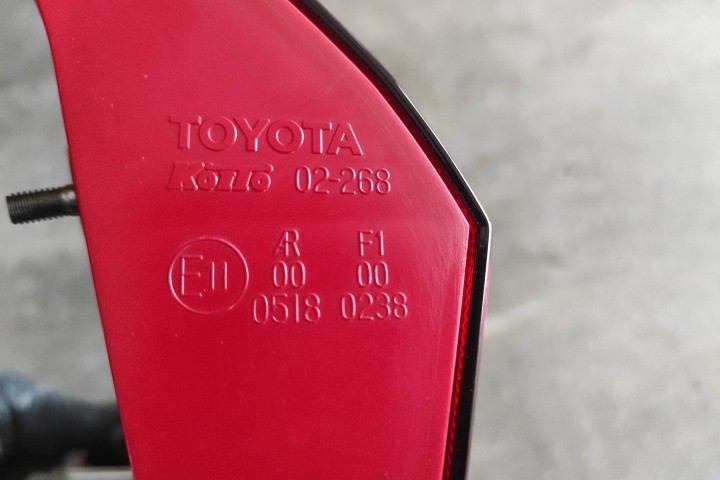 TOYOTA
KOITO 02-268
E11 AR F1
00 00
0518 0238